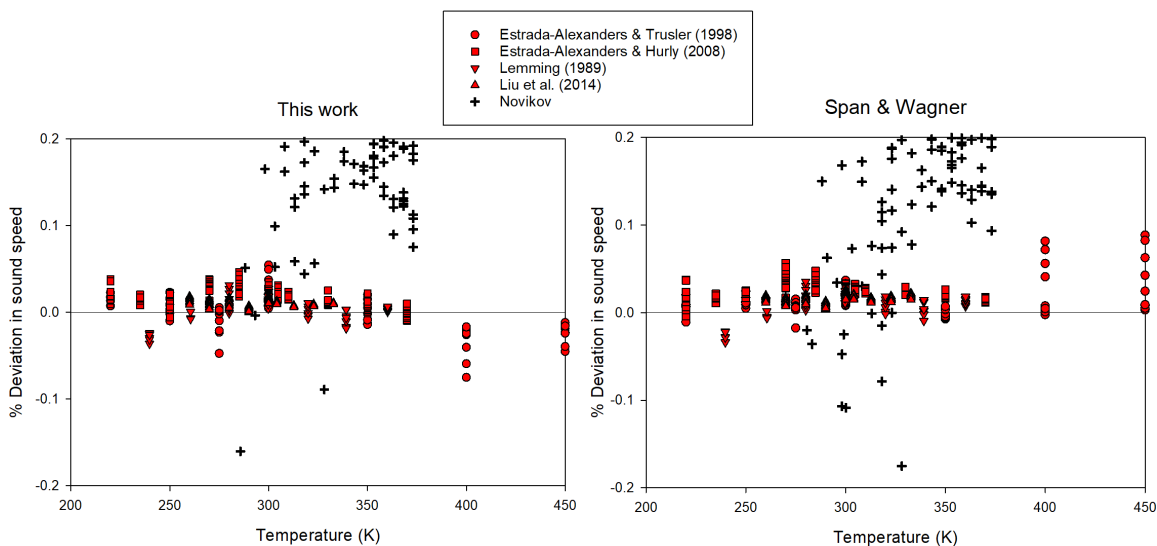 Estrada-Alexanders & Trusler (1998)
Estrada-Alexanders & Hurly (2008)
Lemming (1989)
Liu et al. (2014)
Novikov
This work
% Deviation in sound speed
0.2
0.1
0.0
-0.1
-0.2
200 250 300 350 400 450
Temperature (K)
Span & Wagner
% Deviation in sound speed
0.2
0.1
0.0
-0.1
-0.2
200 250 300 350 400 450
Temperature (K)